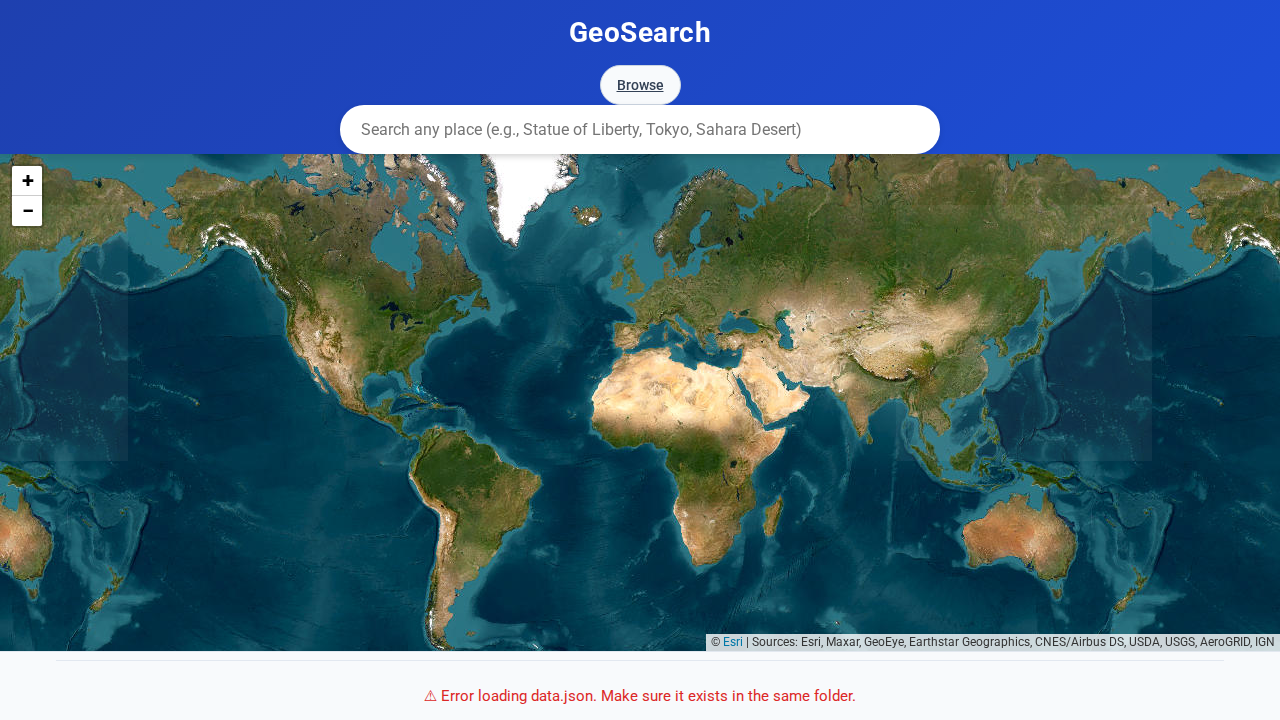 GeoSearch
Browse
Search any place (e.g., Statue of Liberty, Tokyo, Sahara Desert)
+
−
© Esri | Sources: Esri, Maxar, GeoEye, Earthstar Geographics, CNES/Airbus DS, USDA, USGS, AeroGRID, IGN
⚠ Error loading data.json. Make sure it exists in the same folder.